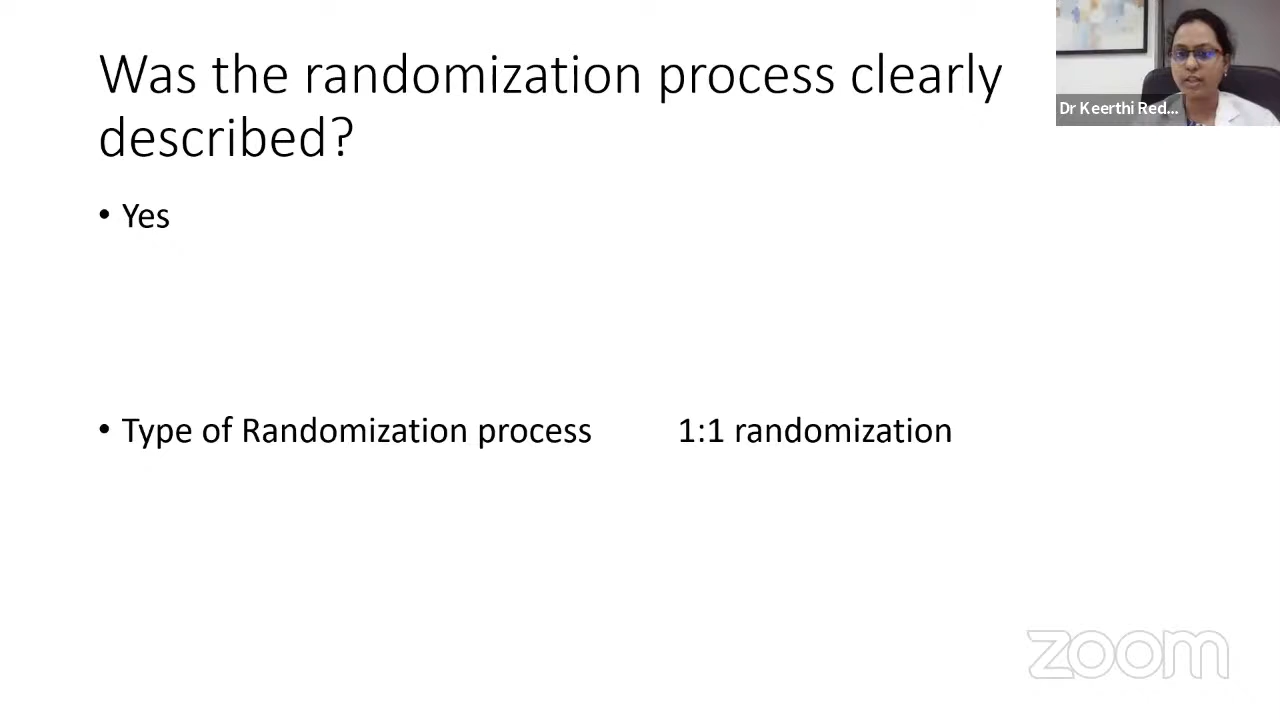 Was the randomization process clearly
described?
Dr Keerthi Red...
• Yes
• Type of Randomization process 1:1 randomization
zoom